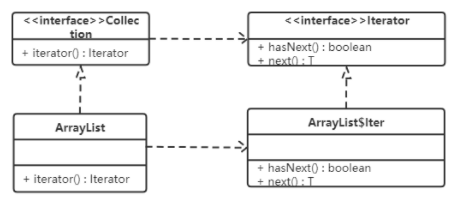 <<interface>>Collec
tion
+ iterator() : Iterator
<<interface>>Iterator
+ hasNext() : boolean
+ next() : T
ArrayList
+ iterator() : Iterator
ArrayList$Iter
+ hasNext() : boolean
+ next() : T